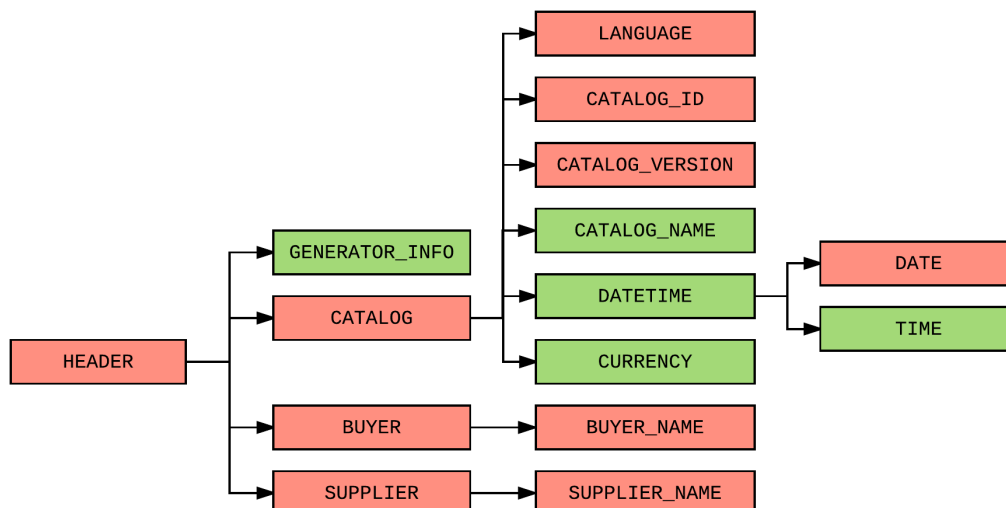 LANGUAGE
CATALOG_ID
CATALOG_VERSION
CATALOG_NAME
GENERATOR_INFO
DATE
DATETIME
CATALOG
TIME
HEADER
CURRENCY
BUYER
BUYER_NAME
SUPPLIER
SUPPLIER_NAME